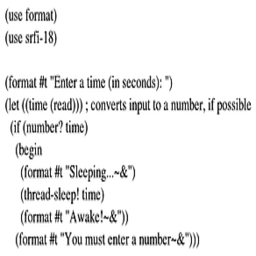 (use format)
(use srfi-18)
(format #t "Enter a time (in seconds): ")
(let ((time (read))) ; converts input to a number, if possible
(if (number? time)
(begin
(format #t "Sleeping...~&")
(thread-sleep! time)
(format #t "Awake!~&"))
(format #t "You must enter a number~&")))